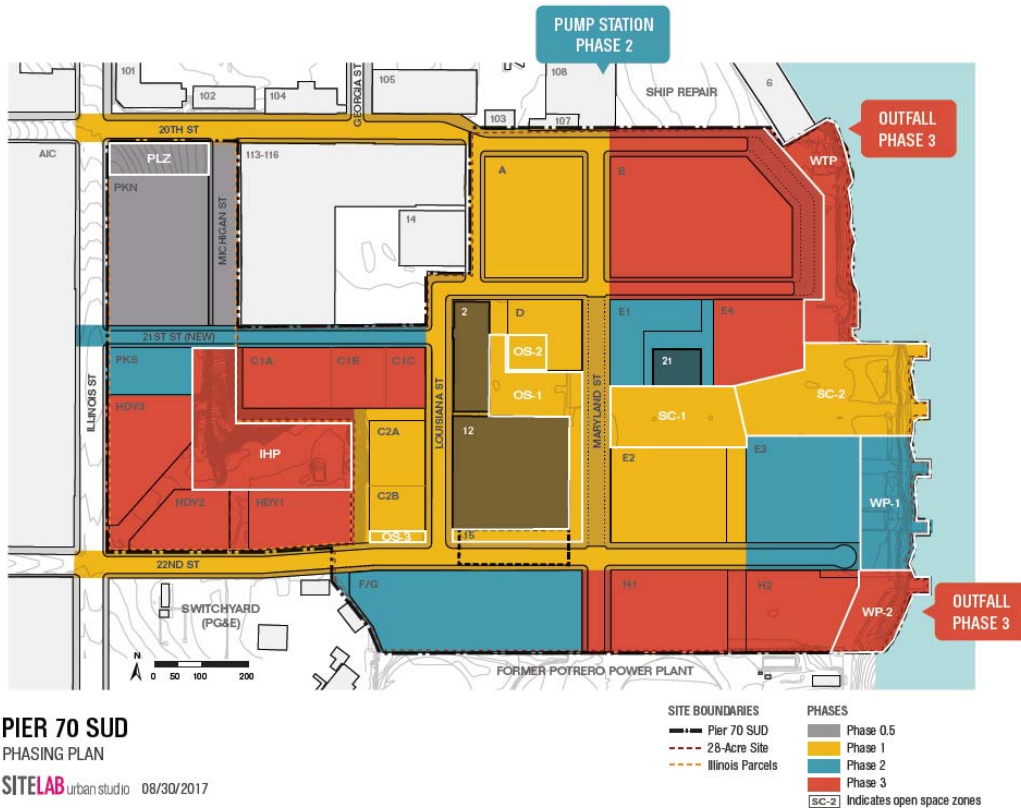 PUMP STATION
PHASE 2
101
102
104
GEORGIA ST
105
108
103
107
SHIP REPAIR
6
OUTFALL
PHASE 3
20TH ST
AIC
PLZ
PKN
MICHIGAN ST
113-116
14
A
B
WTP
21ST ST (NEW)
2
D
OS-2
E1
E4
21
PKS
C1A
C1B
C1C
OS-1
SC-1
SC-2
ILLINOIS ST
HDY3
IHP
LOUISIANA ST
MARYLAND ST
C2A
12
E2
E3
WP-1
HDY2
HDY1
C2B
OS-3
15
22ND ST
F/G
H1
H2
WP-2
OUTFALL
PHASE 3
SWITCHYARD
(PG&E)
N
0 50 100 200
FORMER POTRERO POWER PLANT
PIER 70 SUD
PHASING PLAN
SITELAB urban studio 08/30/2017
SITE BOUNDARIES
Pier 70 SUD
28-Acre Site
Illinois Parcels
PHASES
Phase 0.5
Phase 1
Phase 2
Phase 3
SC-2 Indicates open space zones